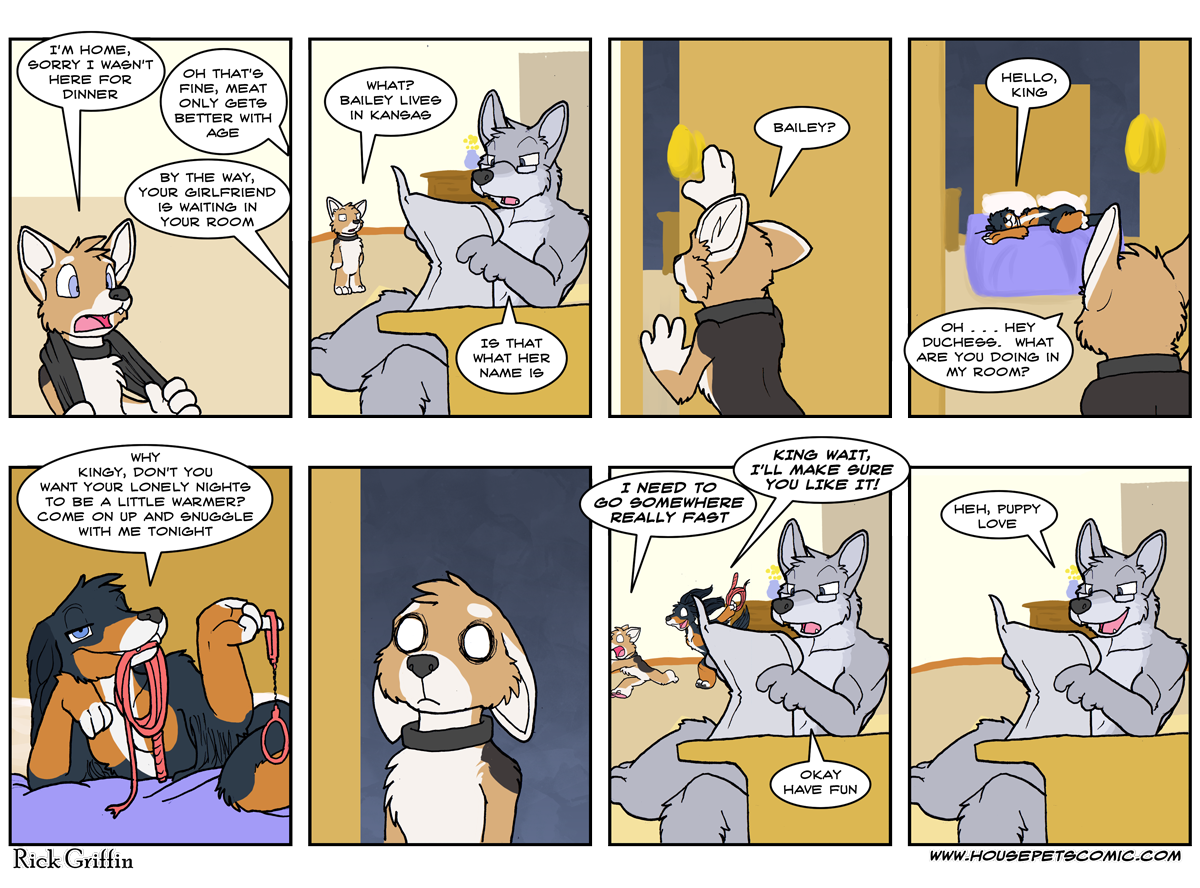 I'M HOME,
SORRY I WASN'T
HERE FOR
DINNER
OH THAT'S
FINE, MEAT
ONLY GETS
BETTER WITH
AGE
BY THE WAY,
YOUR GIRLFRIEND
IS WAITING IN
YOUR ROOM
WHAT?
BAILEY LIVES
IN KANSAS
IS THAT
WHAT HER
NAME IS
BAILEY?
HELLO,
KING
OH . . . HEY
DUCHESS. WHAT
ARE YOU DOING IN
MY ROOM?
WHY
KINGY, DON'T YOU
WANT YOUR LONELY NIGHTS
TO BE A LITTLE WARMER?
COME ON UP AND SNUGGLE
WITH ME TONIGHT
I NEED TO
GO SOMEWHERE
REALLY FAST
KING WAIT,
I'LL MAKE SURE
YOU LIKE IT!
OKAY
HAVE FUN
HEH, PUPPY
LOVE
Rick Griffin
WWW.HOUSEPETSCOMIC.COM